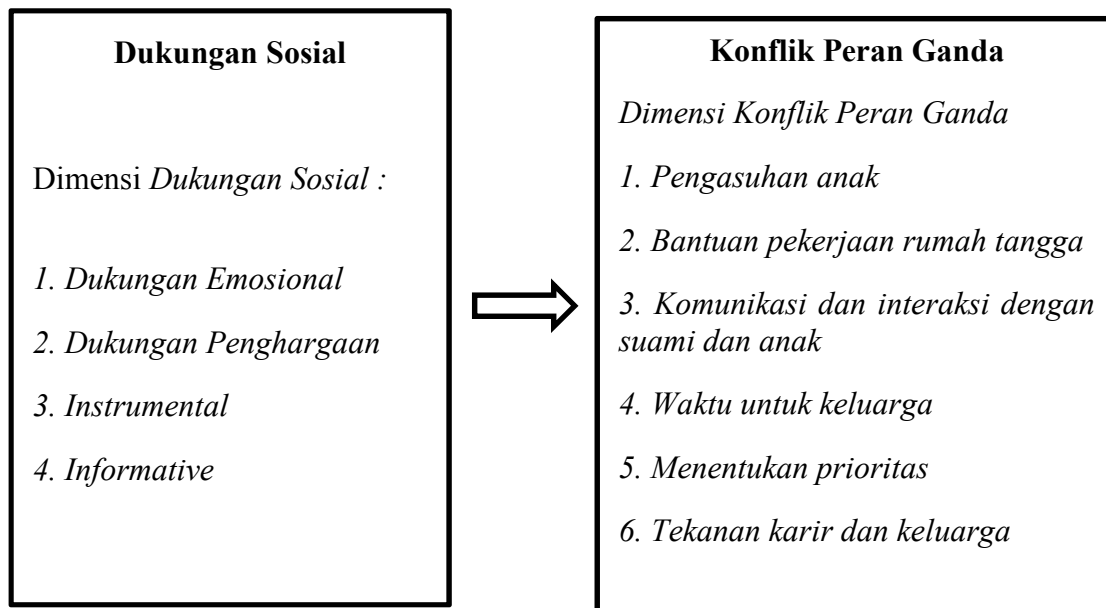 Dukungan Sosial
Dimensi Dukungan Sosial :
1. Dukungan Emosional
2. Dukungan Penghargaan
3. Instrumental
4. Informative
Konflik Peran Ganda
Dimensi Konflik Peran Ganda
1. Pengasuhan anak
2. Bantuan pekerjaan rumah tangga
3. Komunikasi dan interaksi dengan
suami dan anak
4. Waktu untuk keluarga
5. Menentukan prioritas
6. Tekanan karir dan keluarga